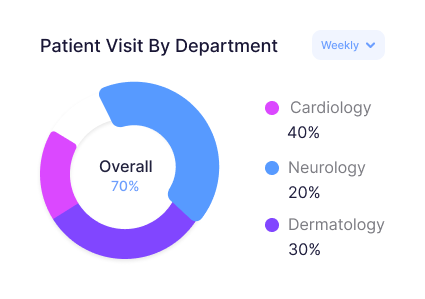 Patient Visit By Department
Weekly
Overall
70%
Cardiology
40%
Neurology
20%
Dermatology
30%